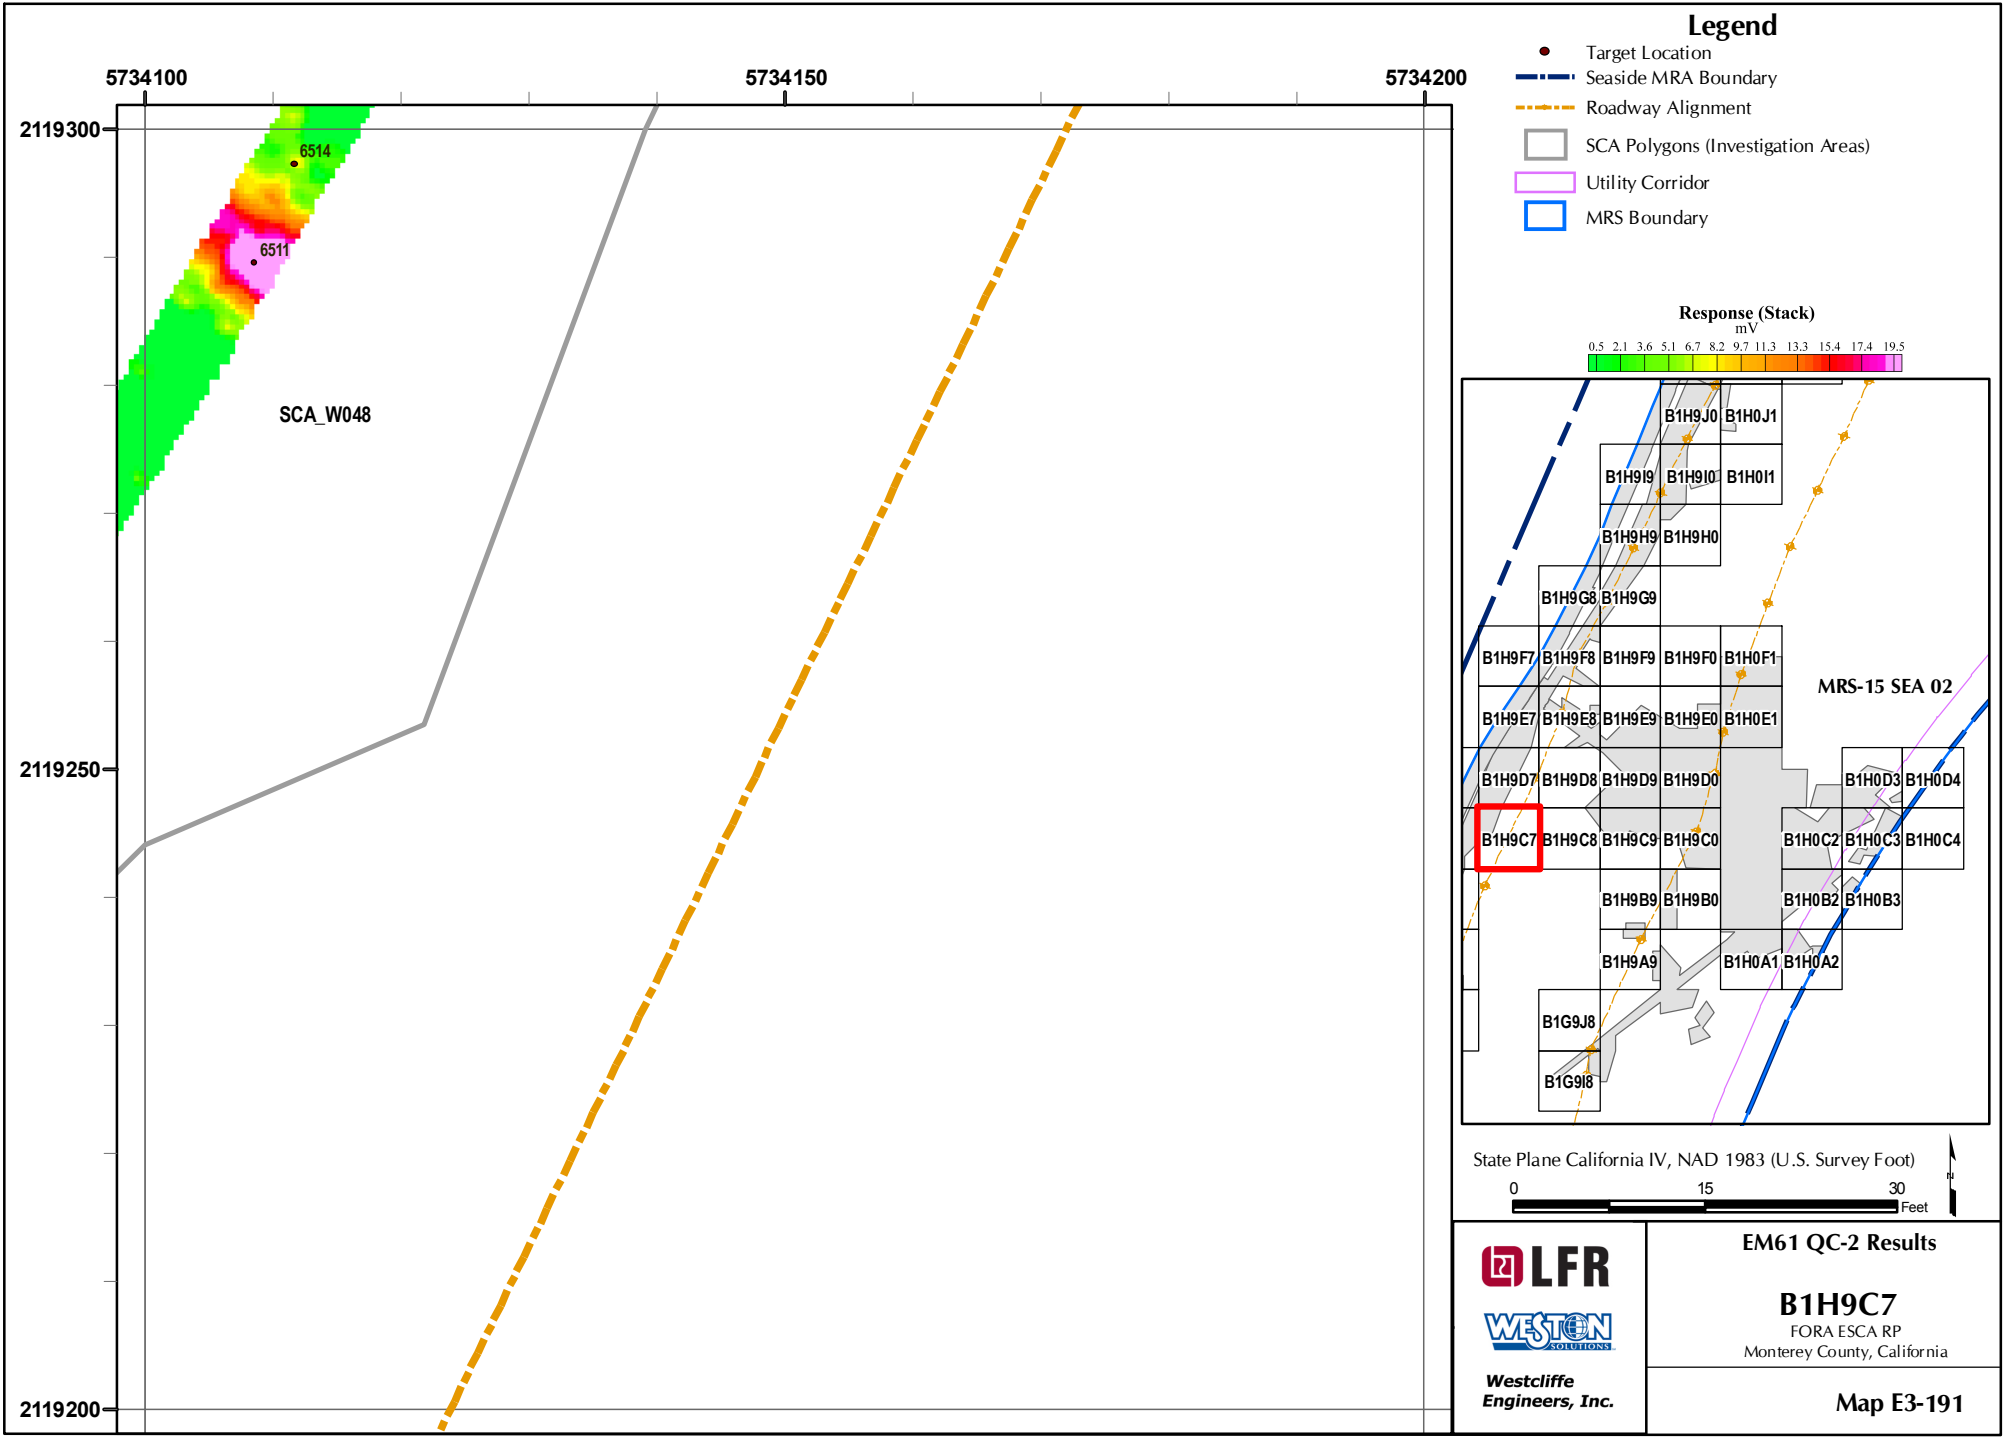 5734100
5734150
5734200
2119300
2119250
2119200
6514
6511
SCA_W048
Legend
Target Location
Seaside MRA Boundary
Roadway Alignment
SCA Polygons (Investigation Areas)
Utility Corridor
MRS Boundary
Response (Stack)
mV
0.5 2.1 3.6 5.1 6.7 8.2 9.7 11.3 13.3 15.4 17.4 19.5
B1H9J0 B1H0J1
B1H9I9 B1H9I0 B1H0I1
B1H9H9 B1H9H0
B1H9G8 B1H9G9
B1H9F7 B1H9F8 B1H9F9 B1H9F0 B1H0F1
MRS-15 SEA 02
B1H9E7 B1H9E8 B1H9E9 B1H9E0 B1H0E1
B1H9D7 B1H9D8 B1H9D9 B1H9D0 B1H0D3 B1H0D4
B1H9C7 B1H9C8 B1H9C9 B1H9C0 B1H0C2 B1H0C3 B1H0C4
B1H9B9 B1H9B0 B1H0B2 B1H0B3
B1H9A9 B1H0A1 B1H0A2
B1G9J8
B1G9I8
State Plane California IV, NAD 1983 (U.S. Survey Foot)
0 15 30
Feet
N
LFR
WESTON
SOLUTIONS
Westcliffe
Engineers, Inc.
EM61 QC-2 Results
B1H9C7
FORA ESCA RP
Monterey County, California
Map E3-191